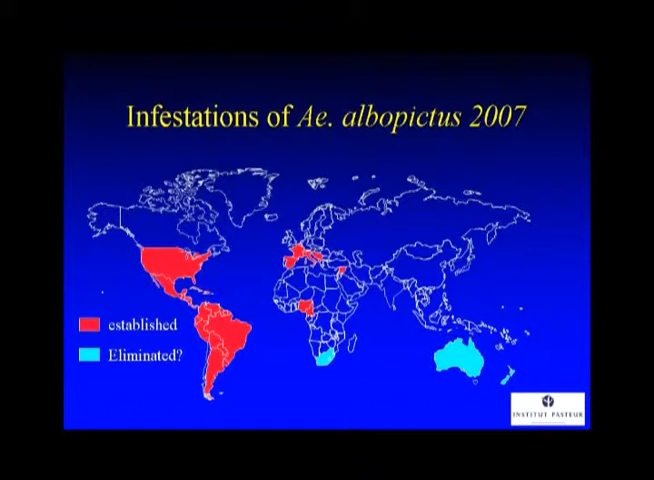 Infestations of Ae. albopictus 2007
established
Eliminated?
INSTITUT PASTEUR